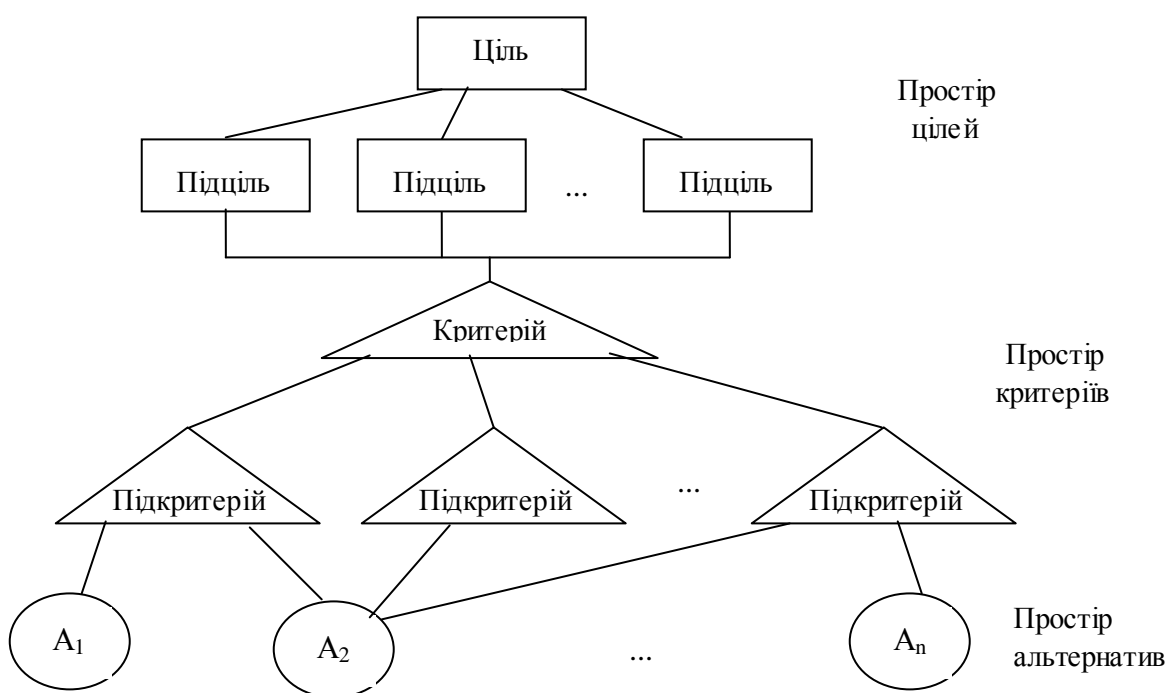 Ціль
Простір
цілей
Підціль Підціль ... Підціль
Критерій
Простір
критеріїв
Підкритерій Підкритерій ... Підкритерій
A1 A2 ... An
Простір
альтернатив